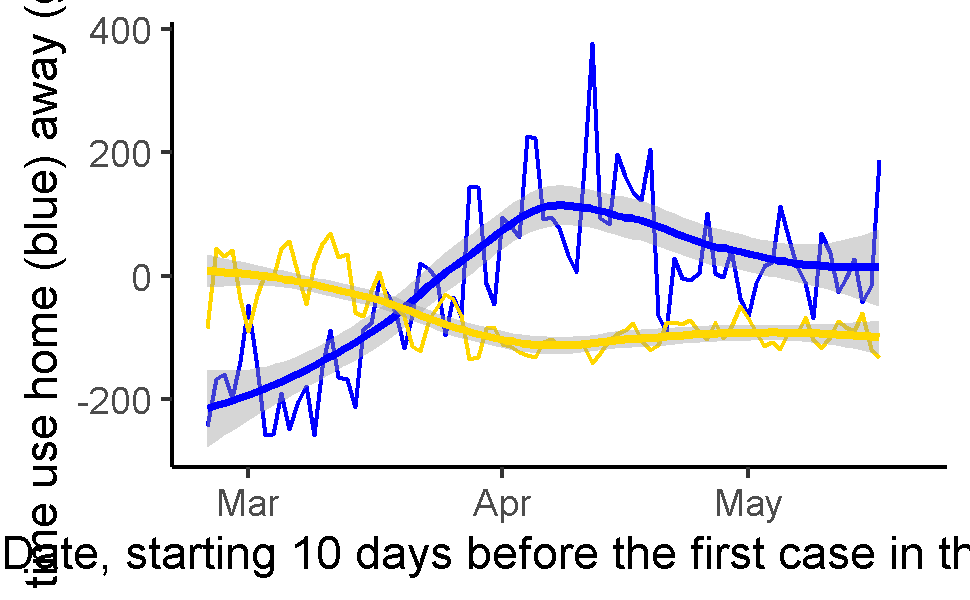 time use home (blue) away (
400
200
0
-200
Mar Apr May
Date, starting 10 days before the first case in th